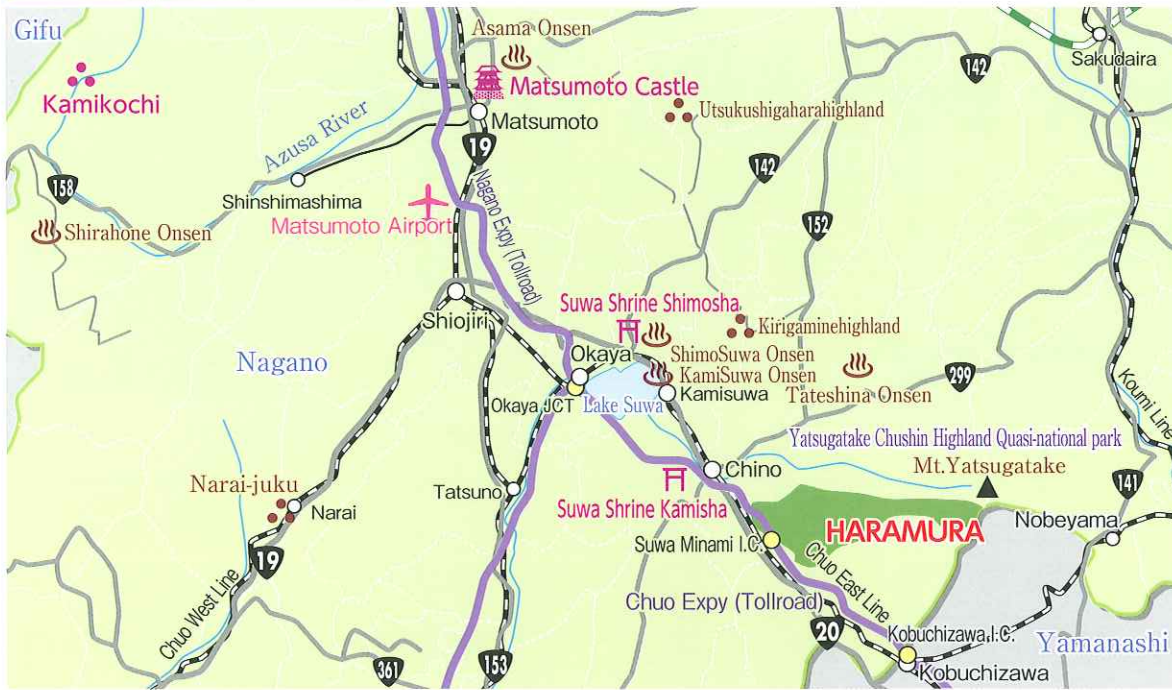 Gifu
Asama Onsen
142
Sakudaira
Kamikochi
Matsumoto Castle
Utsukushigaharahighland
Matsumoto
Azusa River
19
142
158
Shinshimashima
Nagano Expy (Tollroad)
Matsumoto Airport
152
Shirahone Onsen
Suwa Shrine Shimosha
Shiojiri
Kirigaminehighland
Nagano
Okaya
ShimoSuwa Onsen
KamiSuwa Onsen
Tateshina Onsen
299
Koumi Line
Okaya JCT
Lake Suwa
Kamisuwa
Yatsugatake Chushin Highland Quasi-national park
Chino
Mt.Yatsugatake
Narai-juku
Narai
Tatsuno
Suwa Shrine Kamisha
141
Nobeyama
HARAMURA
Suwa Minami I.C.
19
Chuo West Line
Chuo East Line
Chuo Expy (Tollroad)
20
Kobuchizawa I.C.
Yamanashi
Kobuchizawa
361
153